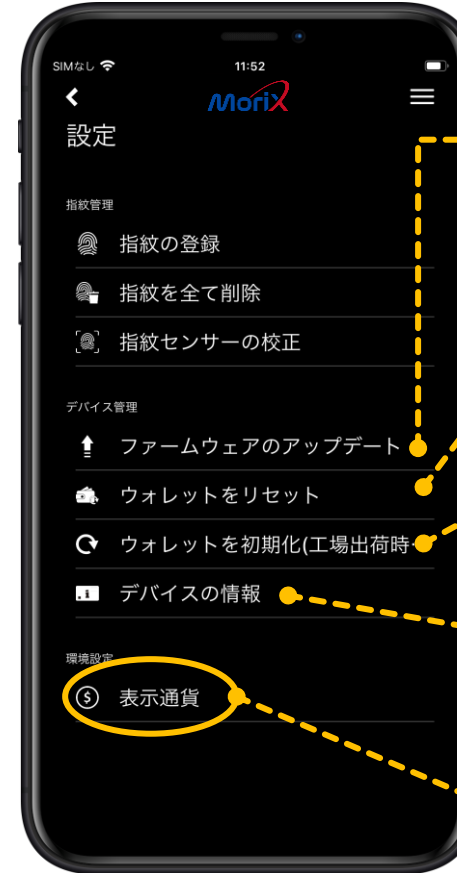 SIMなし
11:52
MoriX
設定
指紋管理
指紋の登録
指紋を全て削除
指紋センサーの校正
デバイス管理
ファームウェアのアップデート
ウォレットをリセット
ウォレットを初期化(工場出荷時
デバイスの情報
環境設定
表示通貨